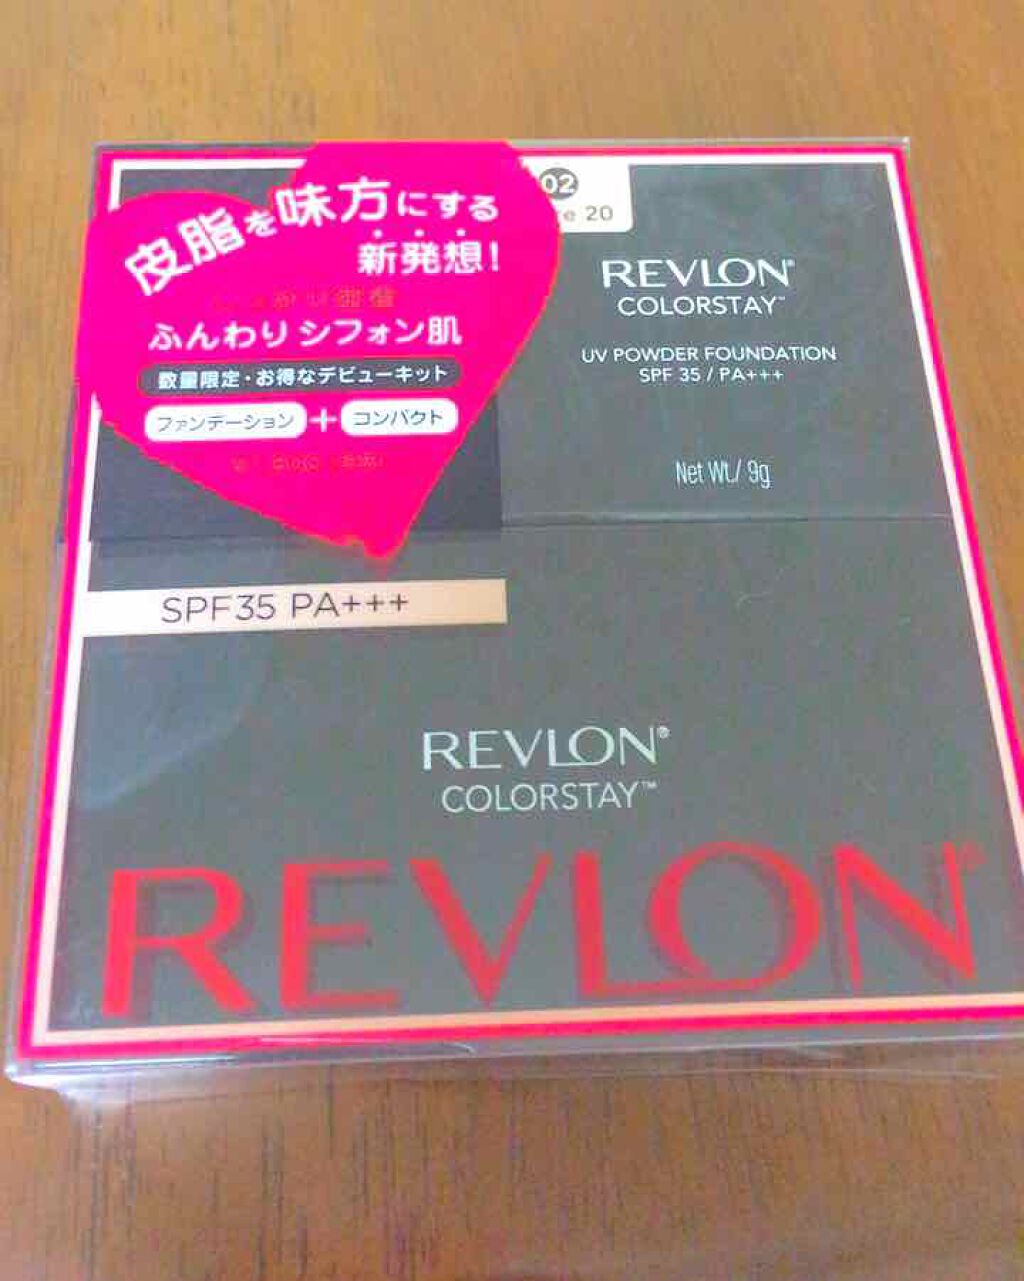 皮脂を味方にする
新発想!
ふんわりシフォン肌
数量限定・お得なデビューキット
ファンデーション+コンパクト
02
20
REVLON®
COLORSTAY™
UV POWDER FOUNDATION
SPF 35 / PA+++
Net Wt./ 9g
SPF35 PA+++
REVLON®
COLORSTAY™
REVLON®